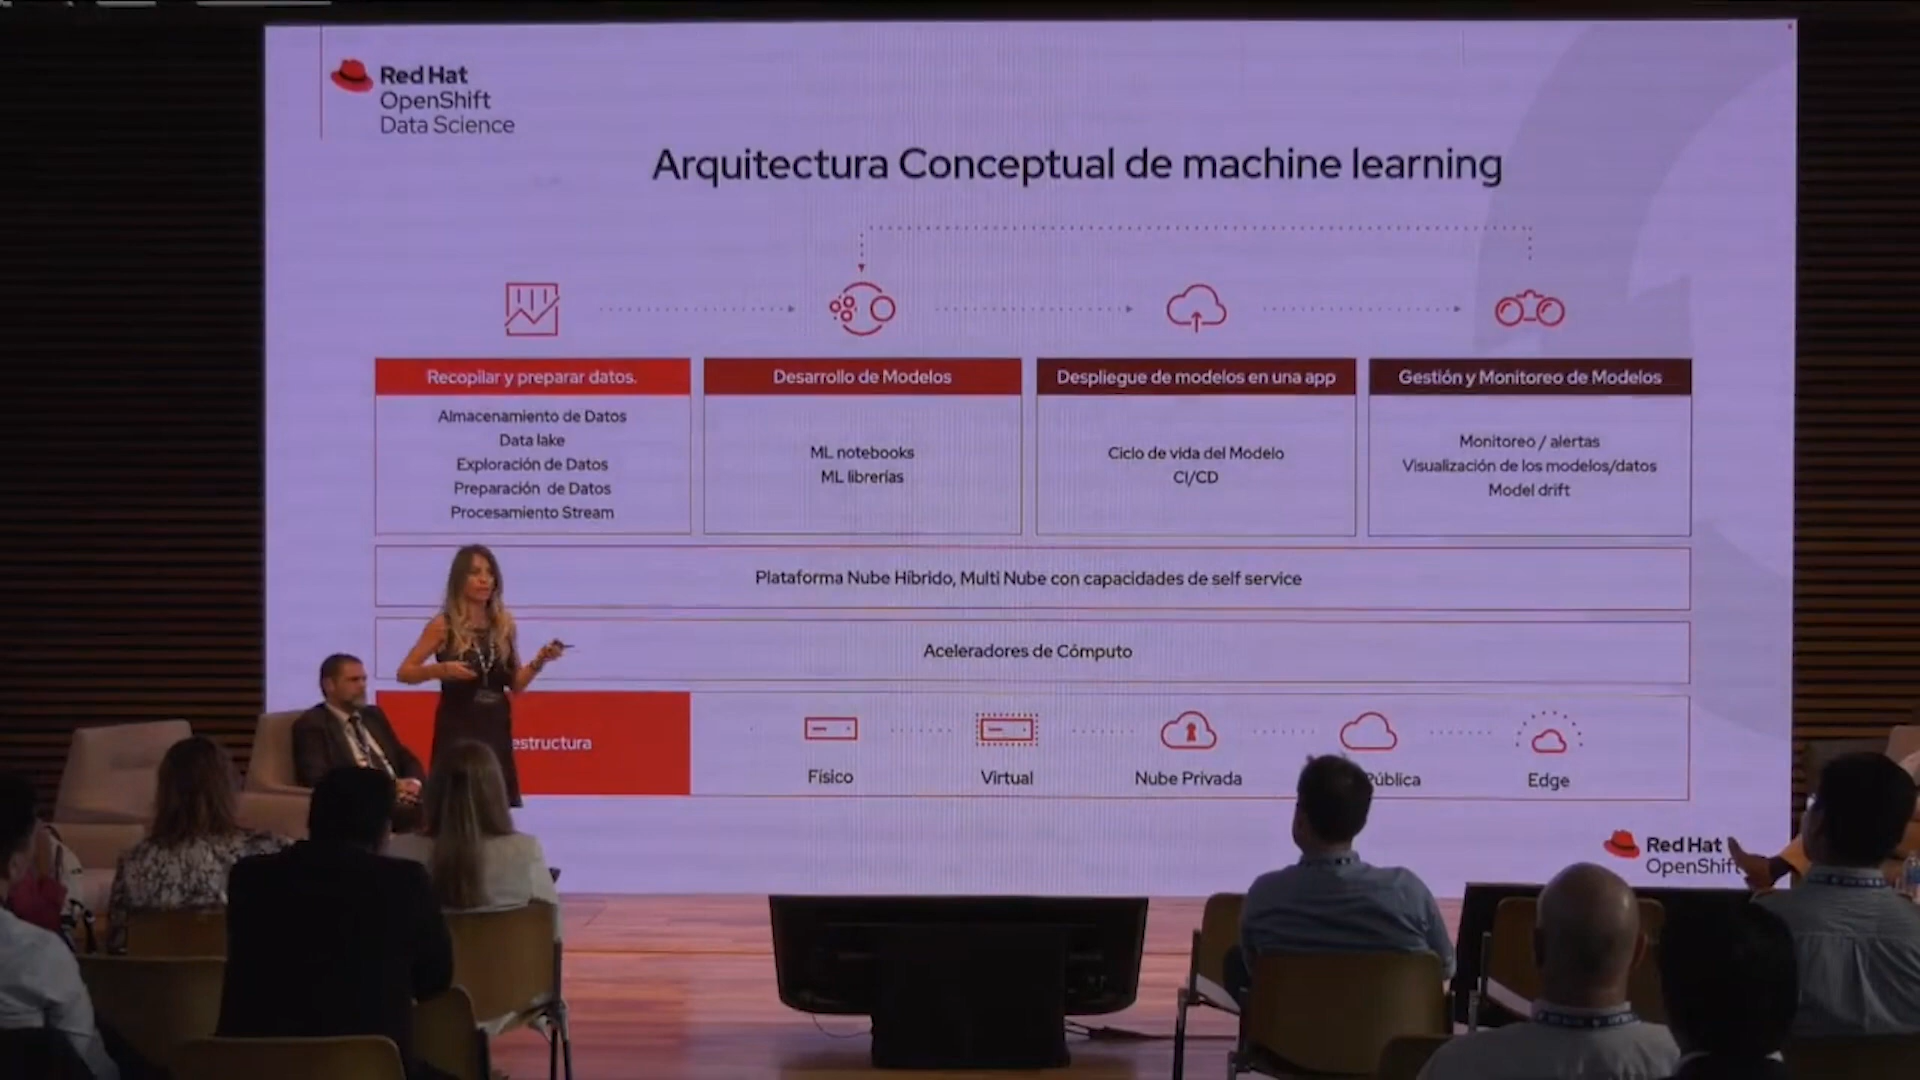 Red Hat
OpenShift
Data Science
Arquitectura Conceptual de machine learning
Recopilar y preparar datos.
Almacenamiento de Datos
Data lake
Exploración de Datos
Preparación de Datos
Procesamiento Stream
Desarrollo de Modelos
ML notebooks
ML librerías
Despliegue de modelos en una app
Ciclo de vida del Modelo
CI/CD
Gestión y Monitoreo de Modelos
Monitoreo / alertas
Visualización de los modelos/datos
Model drift
Plataforma Nube Híbrido, Multi Nube con capacidades de self service
Aceleradores de Cómputo
estructura
Físico
Virtual
Nube Privada
Pública
Edge
Red Hat
OpenShift